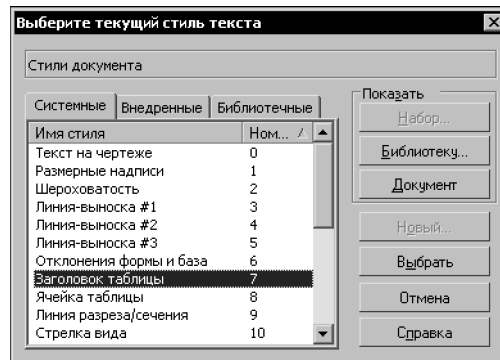 Выберите текущий стиль текста
Стили документа
Системные Внедренные Библиотечные
Имя стиля Ном...
Текст на чертеже 0
Размерные надписи 1
Шероховатость 2
Линия-выноска #1 3
Линия-выноска #2 4
Линия-выноска #3 5
Отклонения формы и база 6
Заголовок таблицы 7
Ячейка таблицы 8
Линия разреза/сечения 9
Стрелка вида 10
Показать
Набор...
Библиотеку...
Документ
Новый...
Выбрать
Отмена
Справка